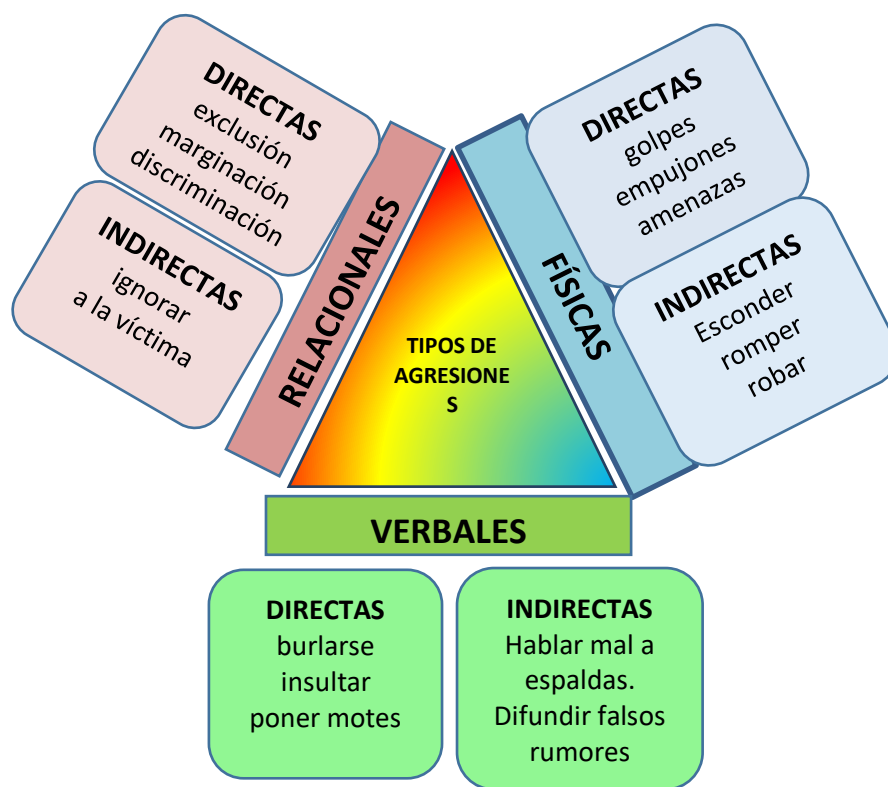 DIRECTAS
exclusión
marginación
discriminación
INDIRECTAS
ignorar
a la víctima
RELACIONALES
TIPOS DE
AGRESIONE
S
FÍSICAS
DIRECTAS
golpes
empujones
amenazas
INDIRECTAS
Esconder
romper
robar
VERBALES
DIRECTAS
burlarse
insultar
poner motes
INDIRECTAS
Hablar mal a
espaldas.
Difundir falsos
rumores